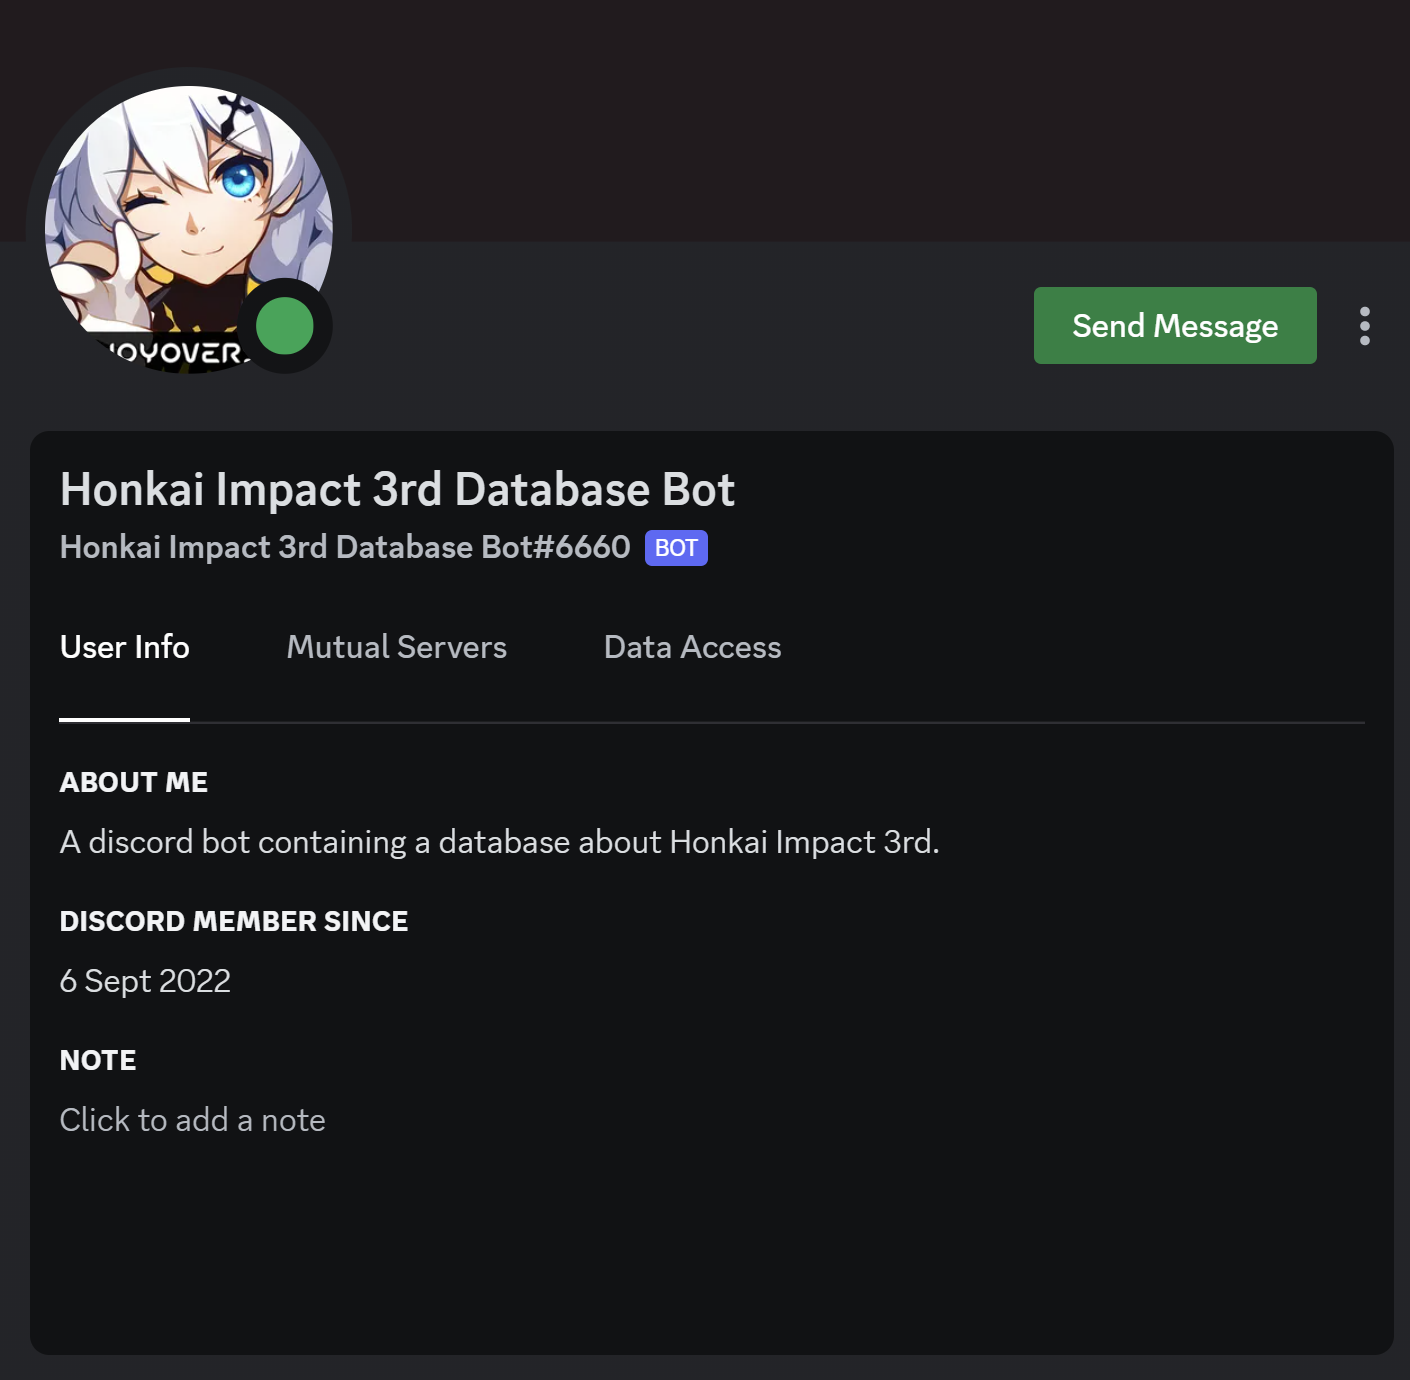 Send Message
Honkai Impact 3rd Database Bot
Honkai Impact 3rd Database Bot#6660 BOT
User Info Mutual Servers Data Access
ABOUT ME
A discord bot containing a database about Honkai Impact 3rd.
DISCORD MEMBER SINCE
6 Sept 2022
NOTE
Click to add a note